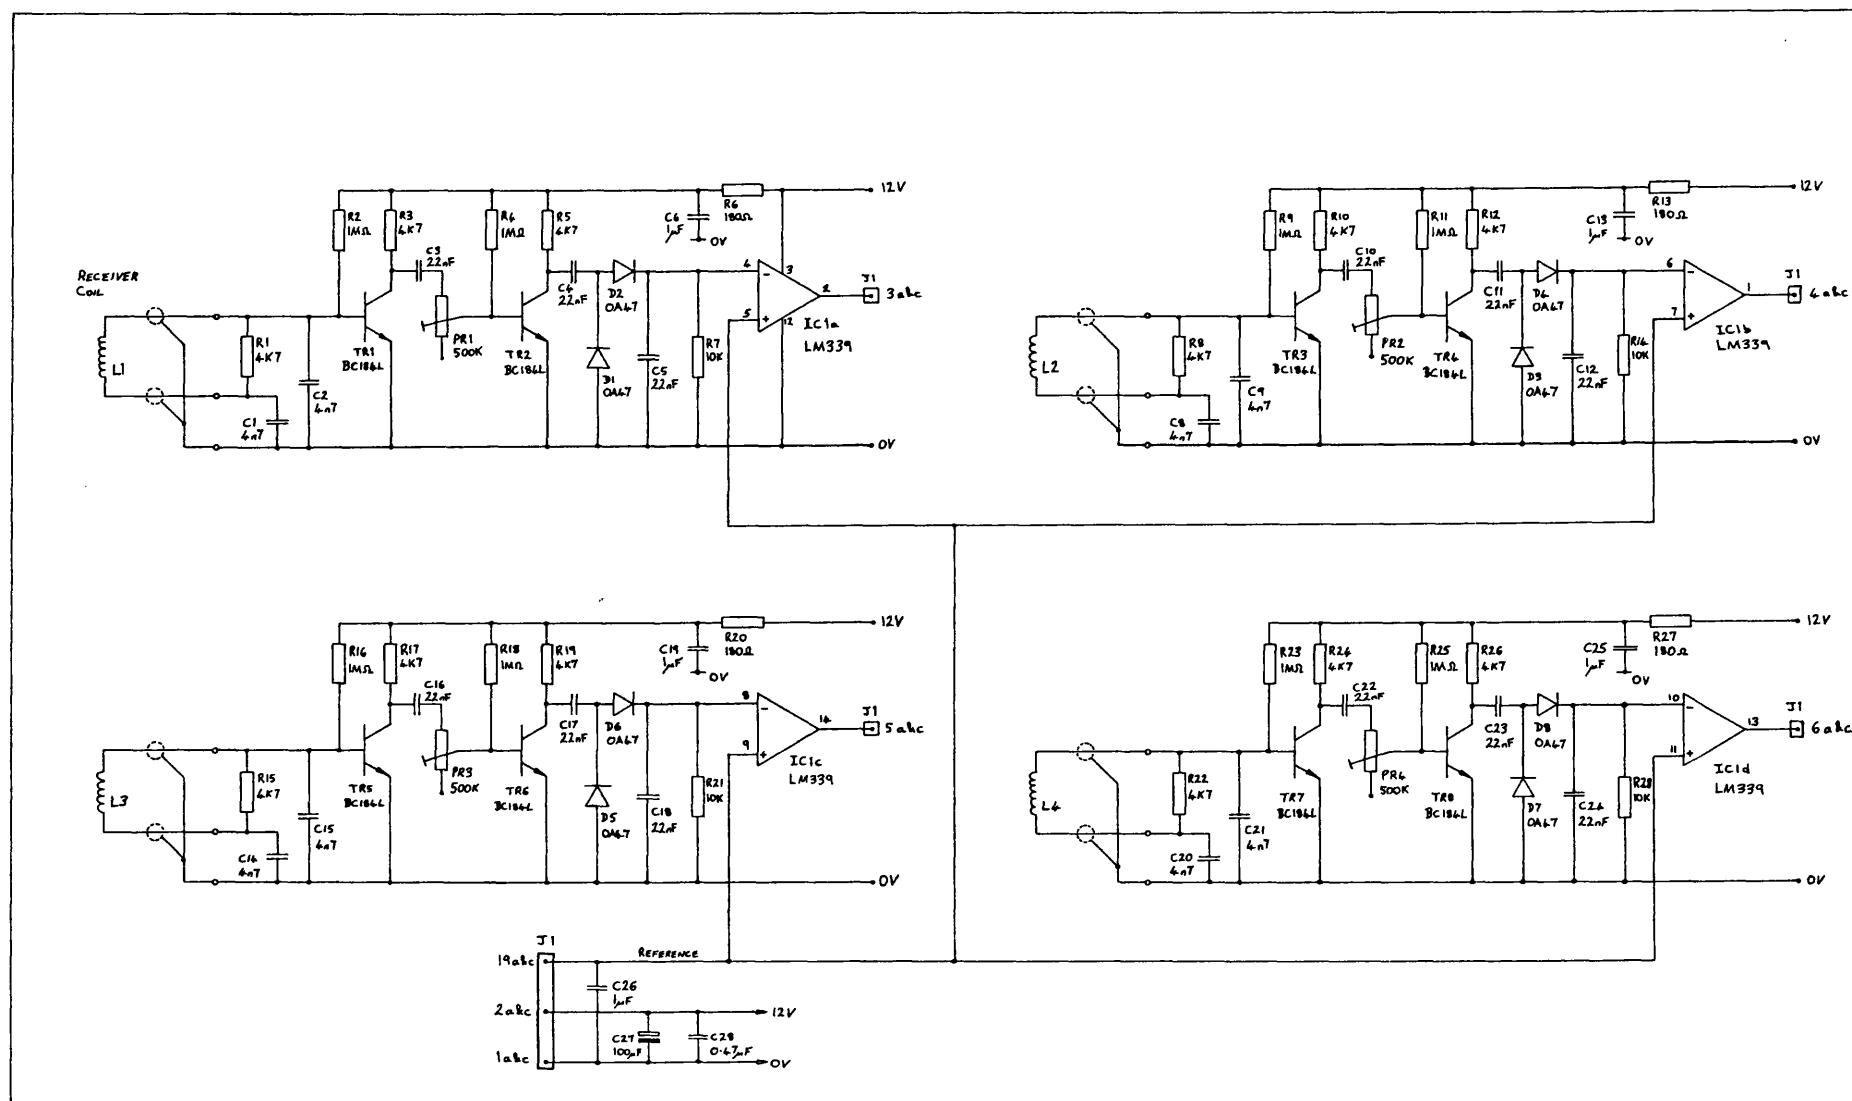 RECEIVER
COIL
L1
R1
4K7
C1
4n7
C2
4n7
R2
1MΩ
R3
4K7
TR1
BC184L
C3
22nF
PR1
500K
R4
1MΩ
R5
4K7
TR2
BC184L
C4
22nF
D2
OA47
D1
OA47
C5
22nF
C6
1µF
0V
R6
180Ω
R7
10K
12V
4
5
3
2
12
IC1a
LM339
J1
3abc
0V
L2
R8
4K7
C8
4n7
C9
4n7
R9
1MΩ
R10
4K7
TR3
BC184L
C10
22nF
PR2
500K
R11
1MΩ
R12
4K7
TR4
BC184L
C11
22nF
D4
OA47
D3
OA47
C12
22nF
C13
1µF
0V
R13
180Ω
R14
10K
12V
6
7
1
IC1b
LM339
J1
4abc
0V
L3
R15
4K7
C14
4n7
C15
4n7
R16
1MΩ
R17
4K7
TR5
BC184L
C16
22nF
PR3
500K
R18
1MΩ
R19
4K7
TR6
BC184L
C17
22nF
D6
OA47
D5
OA47
C18
22nF
C19
1µF
0V
R20
180Ω
R21
10K
12V
8
9
14
IC1c
LM339
J1
5abc
0V
L4
R22
4K7
C20
4n7
C21
4n7
R23
1MΩ
R24
4K7
TR7
BC184L
C22
22nF
PR4
500K
R25
1MΩ
R26
4K7
TR8
BC184L
C23
22nF
D8
OA47
D7
OA47
C24
22nF
C25
1µF
0V
R27
180Ω
R28
10K
12V
10
11
13
IC1d
LM339
J1
6abc
0V
J1
19abc
REFERENCE
C26
1µF
2abc
12V
C27
100µF
C28
0.47µF
1abc
0V